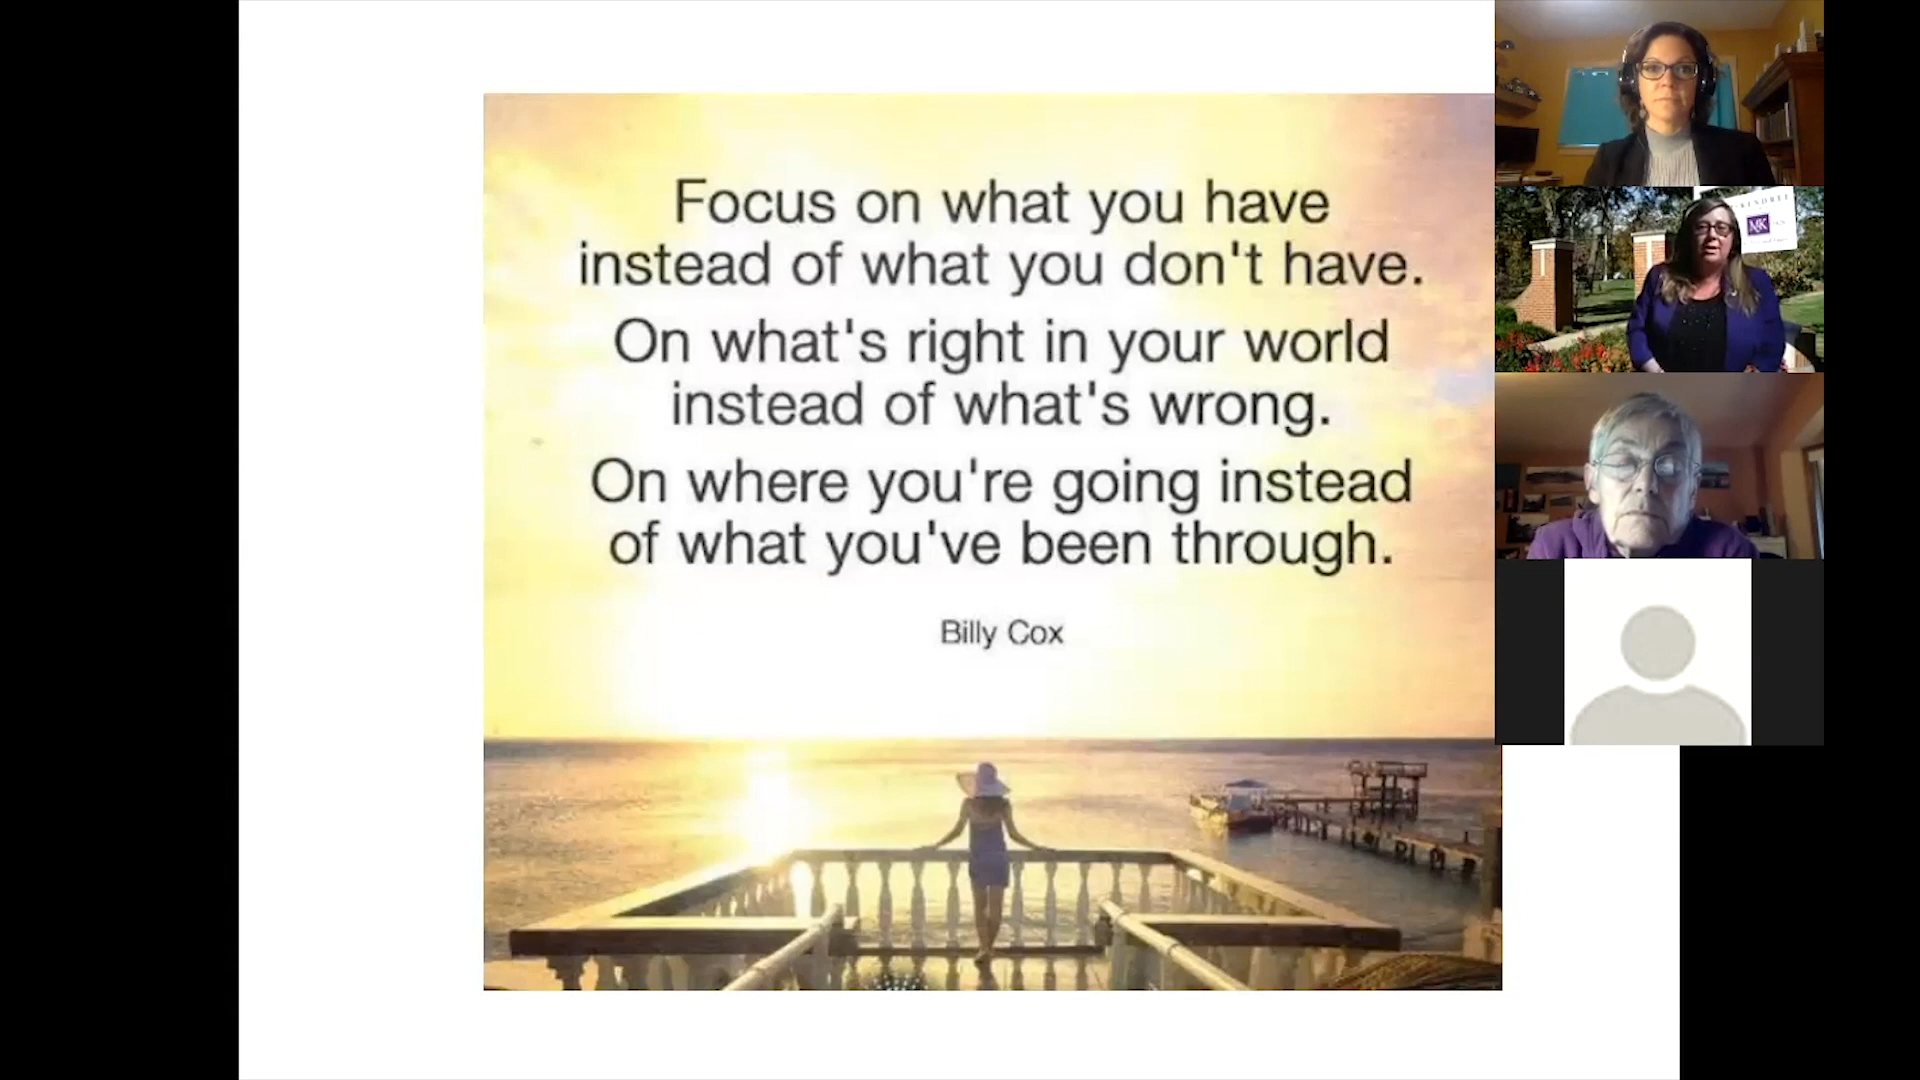 Focus on what you have
instead of what you don't have.
On what's right in your world
instead of what's wrong.
On where you're going instead
of what you've been through.
Billy Cox
MK